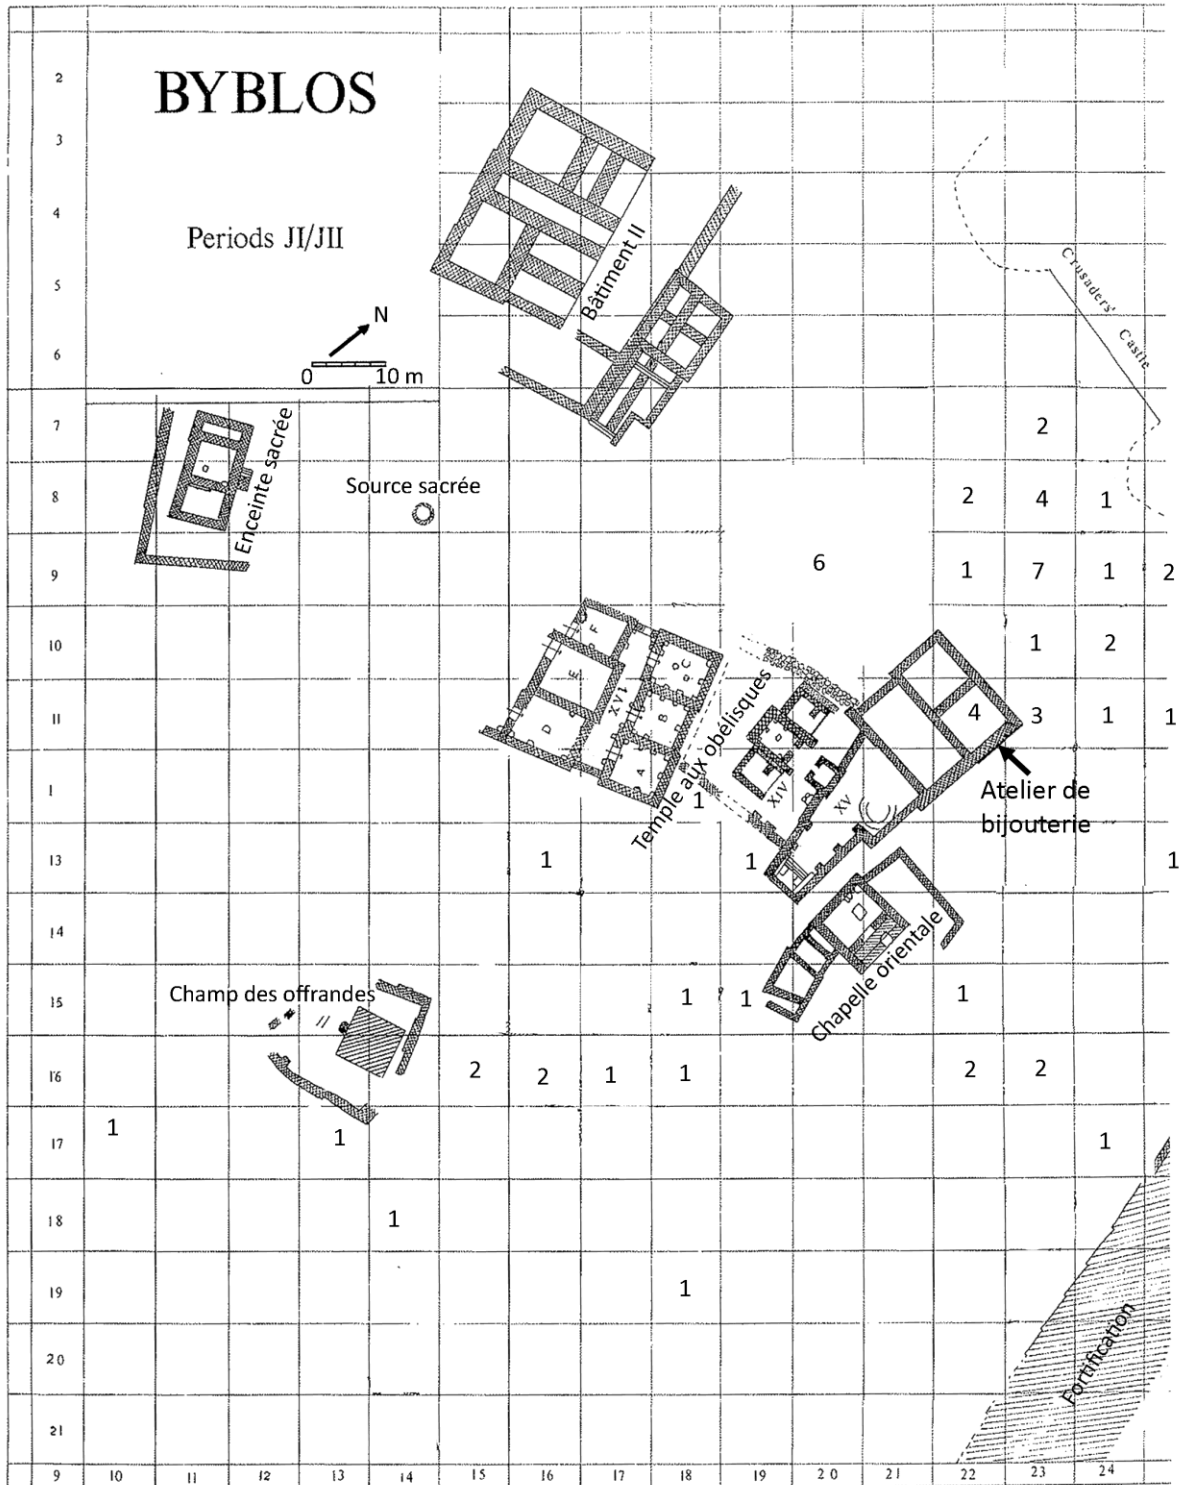 BYBLOS
Periods JI/JII
N
0 10 m
2
3
4
5
6
7
8
9
10
11
1
13
14
15
16
17
18
19
20
21
Bâtiment II
Crusaders' Castle
Enceinte sacrée
Source sacrée
2
2 4 1
6 1 7 1 2
1 2
4 3 1 1
F
E
D
XVI
C
B
A
Temple aux obélisques
XIV
XV
Atelier de
bijouterie
1
1 1 1
Chapelle orientale
Champ des offrandes
1 1 1
2 2 1 1 2 2
1 1 1
1
1
Fortification
9 10 11 12 13 14 15 16 17 18 19 20 21 22 23 24